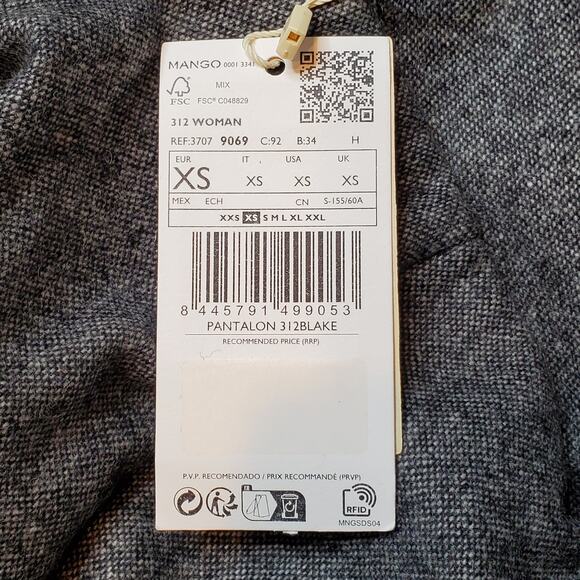 MANGO 0001 3341
MIX
FSC
FSC® C048829
312 WOMAN
REF:3707 9069 C:92 B:34 H
EUR IT USA UK
XS XS XS XS
MEX ECH CN S-155/60A
XXS XS S M L XL XXL
8 445791 499053
PANTALON 312BLAKE
RECOMMENDED PRICE (RRP)
P.V.P. RECOMENDADO / PRIX RECOMMANDÉ (PRVP)
FR
RFID
MNGSDS04